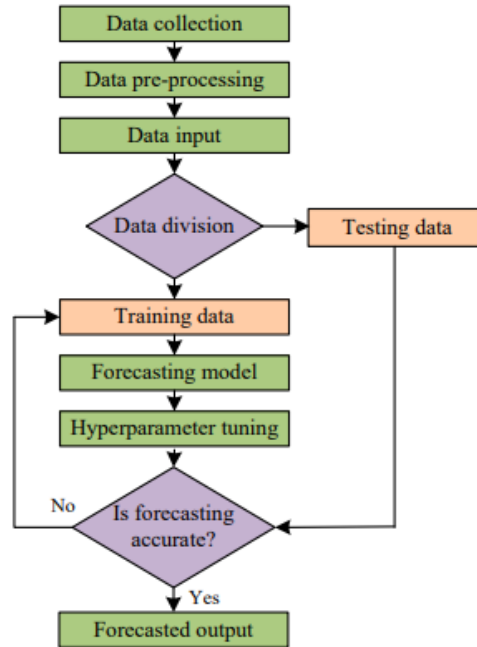 Data collection
Data pre-processing
Data input
Data division
Testing data
Training data
Forecasting model
Hyperparameter tuning
No
Is forecasting
accurate?
Yes
Forecasted output